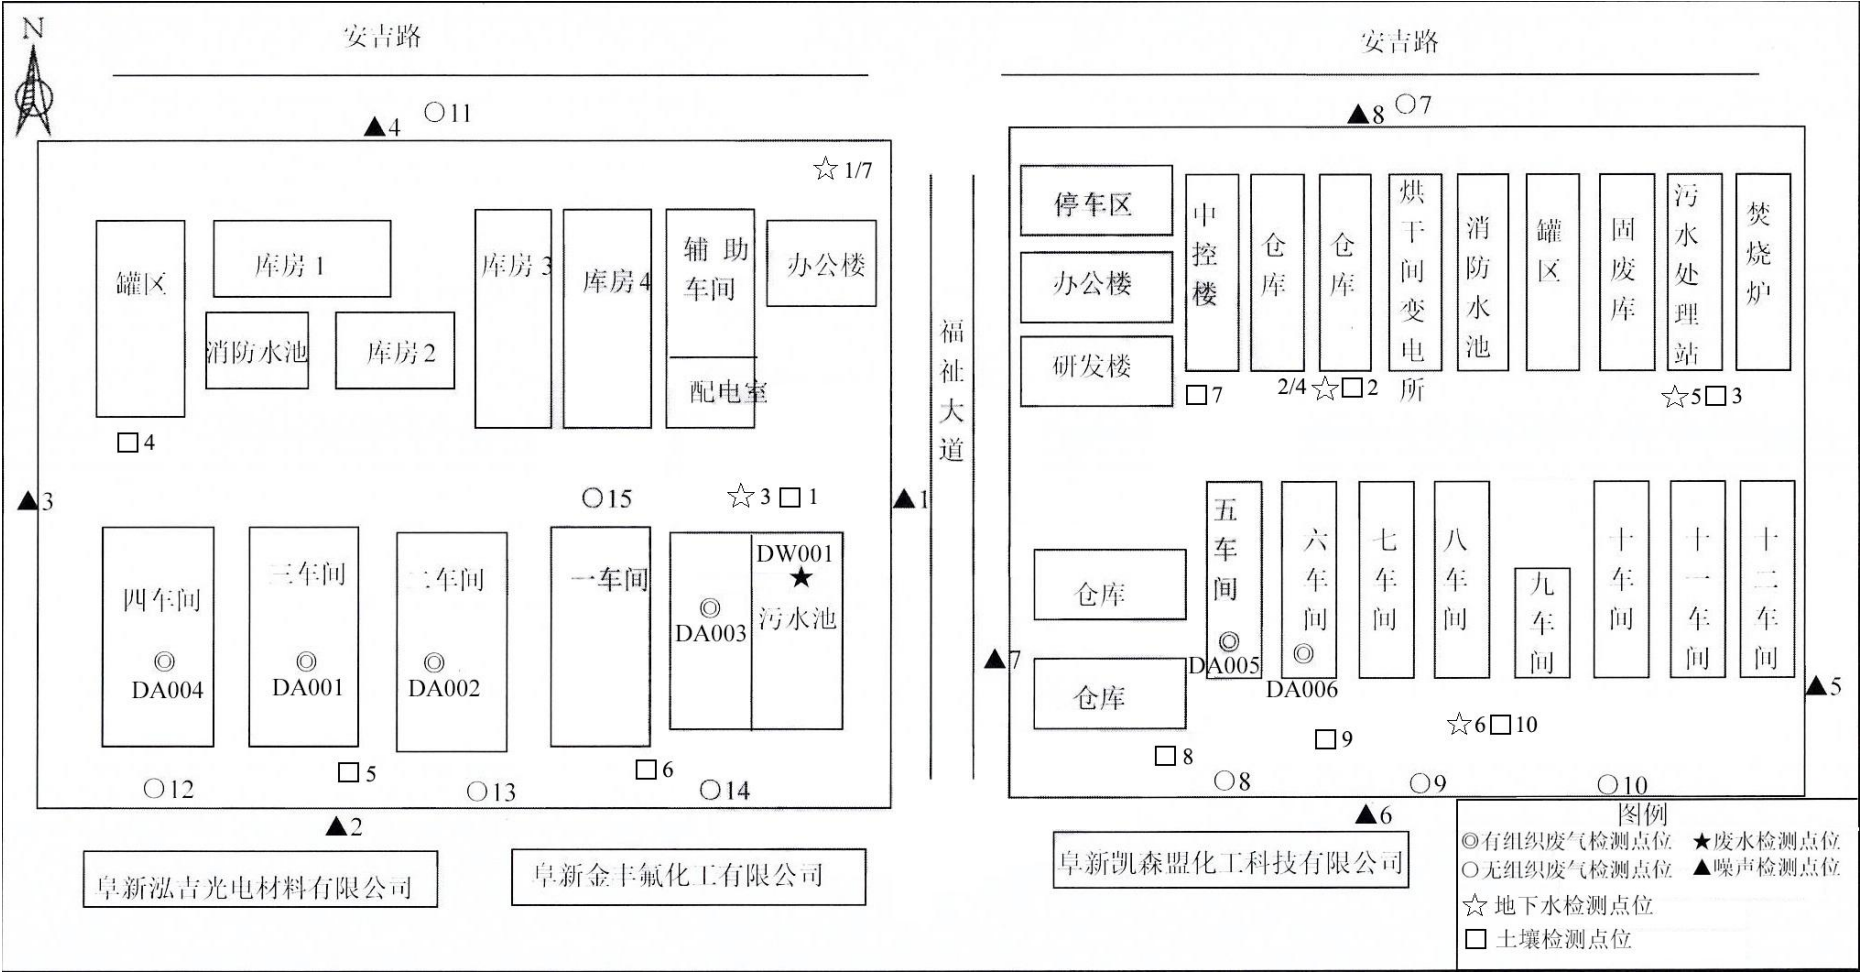 N
安吉路
安吉路
○11
▲4
○7
▲8
☆1/7
罐区
库房1
消防水池
库房2
库房3
库房4
辅助
车间
配电室
办公楼
□4
▲3
○15
☆3□1
▲1
四车间
DA004
三车间
DA001
二车间
DA002
一车间
DA003
DW001
★
污水池
○12
□5
○13
□6
○14
▲2
阜新泓吉光电材料有限公司
阜新金丰氟化工有限公司
福祉大道
停车区
办公楼
研发楼
中控楼
仓库
仓库
烘干间变电所
消防水池
罐区
固废库
污水处理站
焚烧炉
□7
2/4☆□2
☆5□3
仓库
仓库
五车间
DA005
六车间
DA006
七车间
八车间
九车间
十车间
十一车间
十二车间
▲7
▲5
□8
□9
☆6□10
○8
○9
○10
▲6
阜新凯森盟化工科技有限公司
图例
◎有组织废气检测点位 ★废水检测点位
○无组织废气检测点位 ▲噪声检测点位
☆地下水检测点位
□土壤检测点位